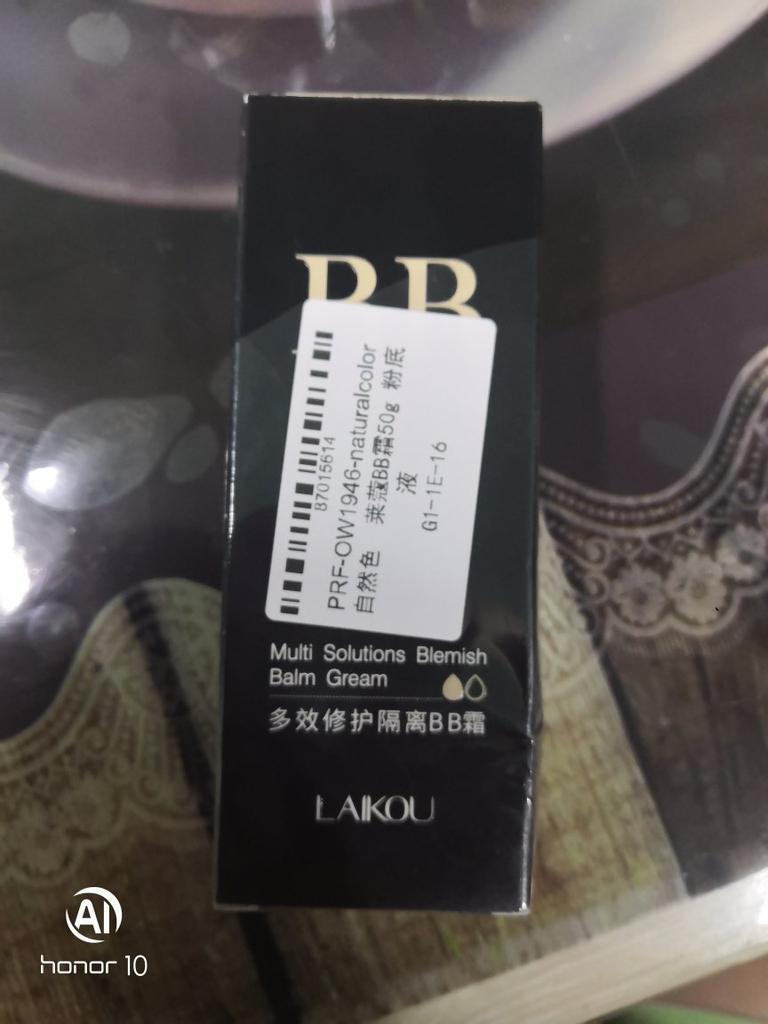 BB
87015614
PRF-OW1946-naturalcolor
自然色 莱蔻BB霜50g 粉底
液
G1-1E-16
Multi Solutions Blemish
Balm Gream
多效修护隔离BB霜
LAIKOU
AI
honor 10